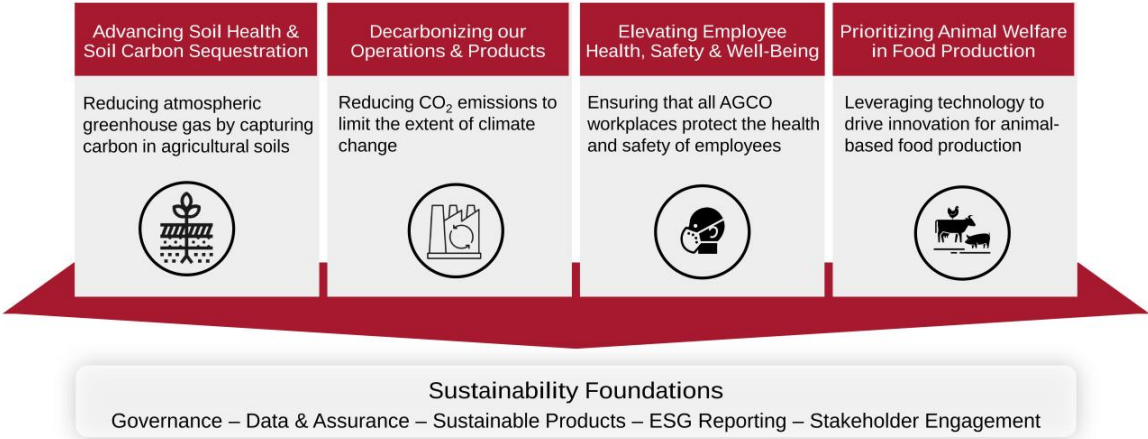 Advancing Soil Health &
Soil Carbon Sequestration
Reducing atmospheric
greenhouse gas by capturing
carbon in agricultural soils
Decarbonizing our
Operations & Products
Reducing CO₂ emissions to
limit the extent of climate
change
Elevating Employee
Health, Safety & Well-Being
Ensuring that all AGCO
workplaces protect the health
and safety of employees
Prioritizing Animal Welfare
in Food Production
Leveraging technology to
drive innovation for animal-
based food production
Sustainability Foundations
Governance – Data & Assurance – Sustainable Products – ESG Reporting – Stakeholder Engagement